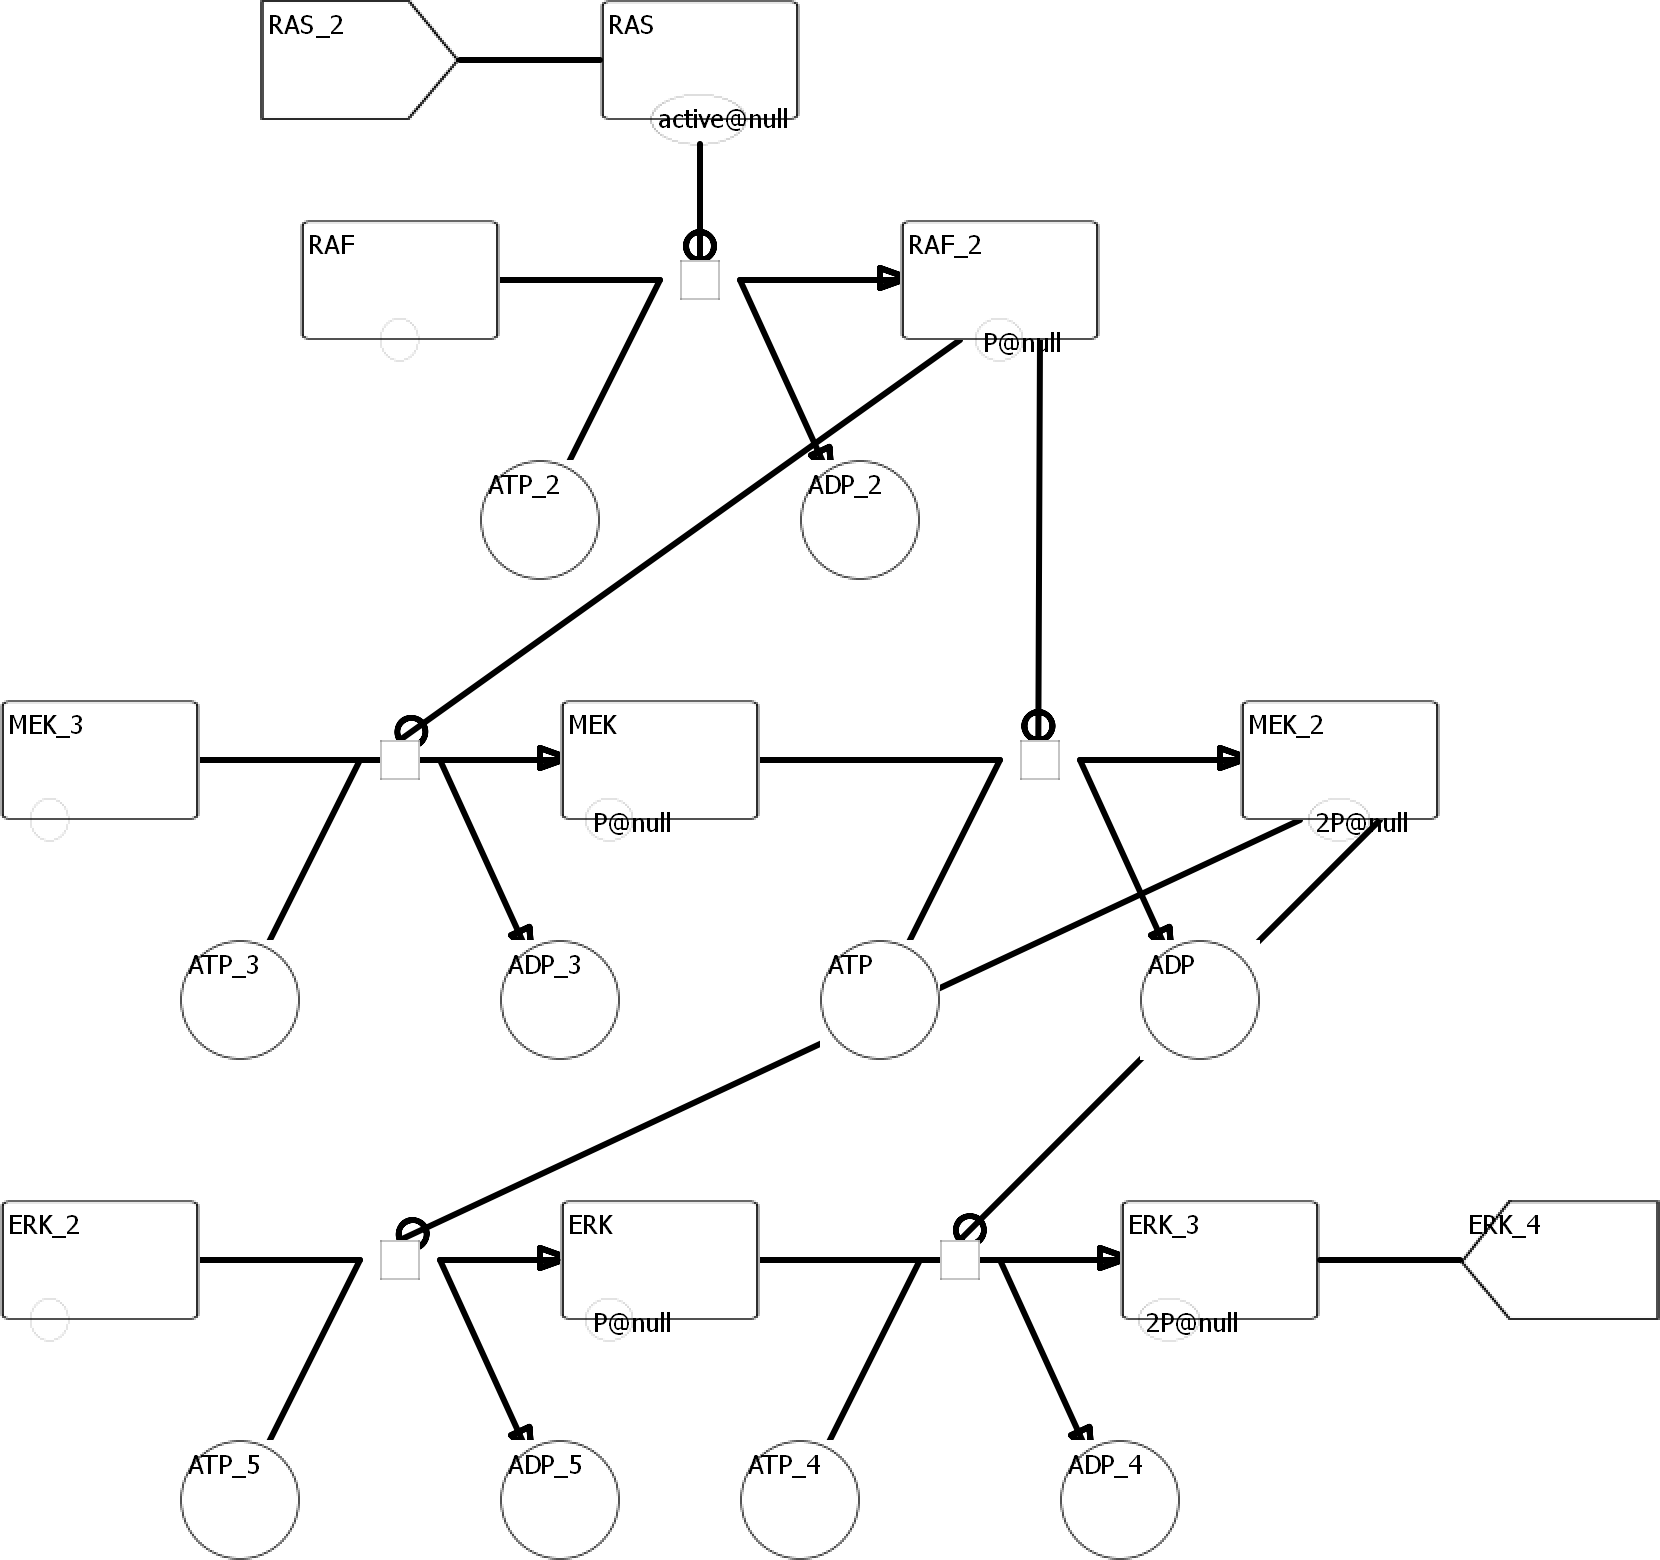 RAS_2
RAS
active@null
RAF
RAF_2
P@null
ATP_2
ADP_2
MEK_3
MEK
MEK_2
P@null
2P@null
ATP_3
ADP_3
ATP
ADP
ERK_2
ERK
ERK_3
ERK_4
P@null
2P@null
ATP_5
ADP_5
ATP_4
ADP_4